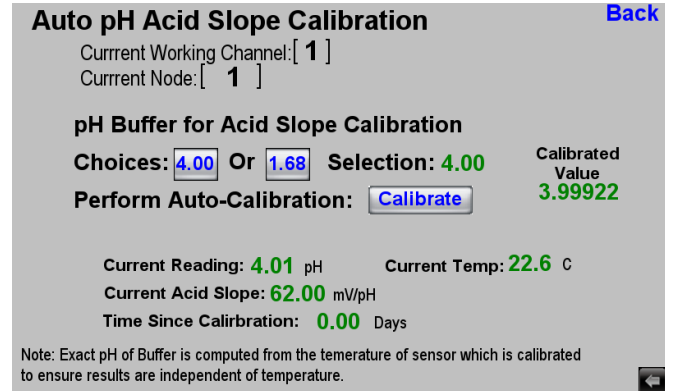 Auto pH Acid Slope Calibration
Back
Currrent Working Channel:[ 1 ]
Currrent Node:[ 1 ]
pH Buffer for Acid Slope Calibration
Choices: 4.00 Or 1.68 Selection: 4.00
Calibrated
Value
3.99922
Perform Auto-Calibration: Calibrate
Current Reading: 4.01 pH
Current Temp: 22.6 C
Current Acid Slope: 62.00 mV/pH
Time Since Calirbration: 0.00 Days
Note: Exact pH of Buffer is computed from the temerature of sensor which is calibrated
to ensure results are independent of temperature.